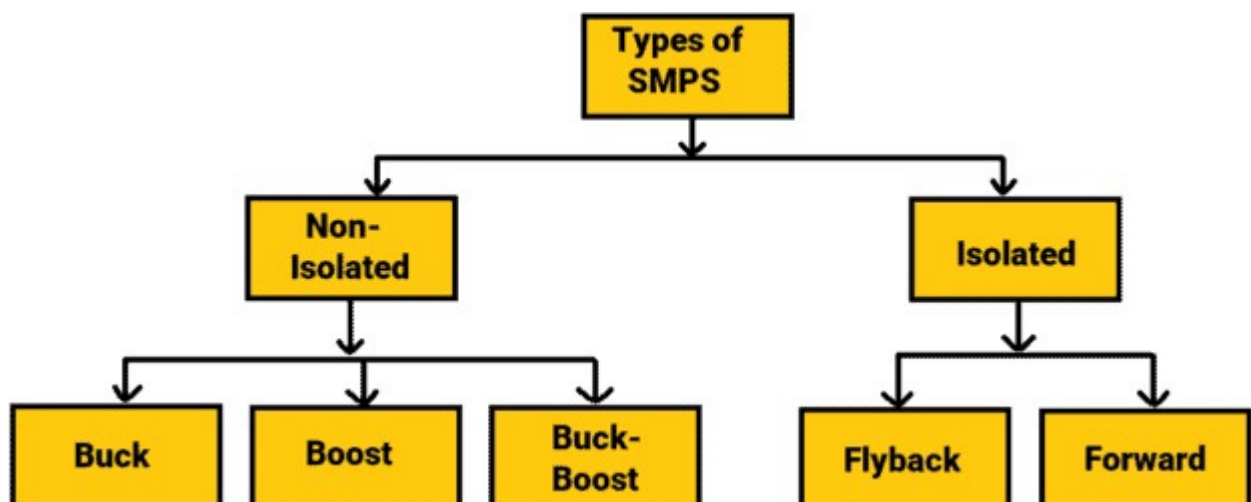 Types of
SMPS
Non-
Isolated
Isolated
Buck
Boost
Buck-
Boost
Flyback
Forward